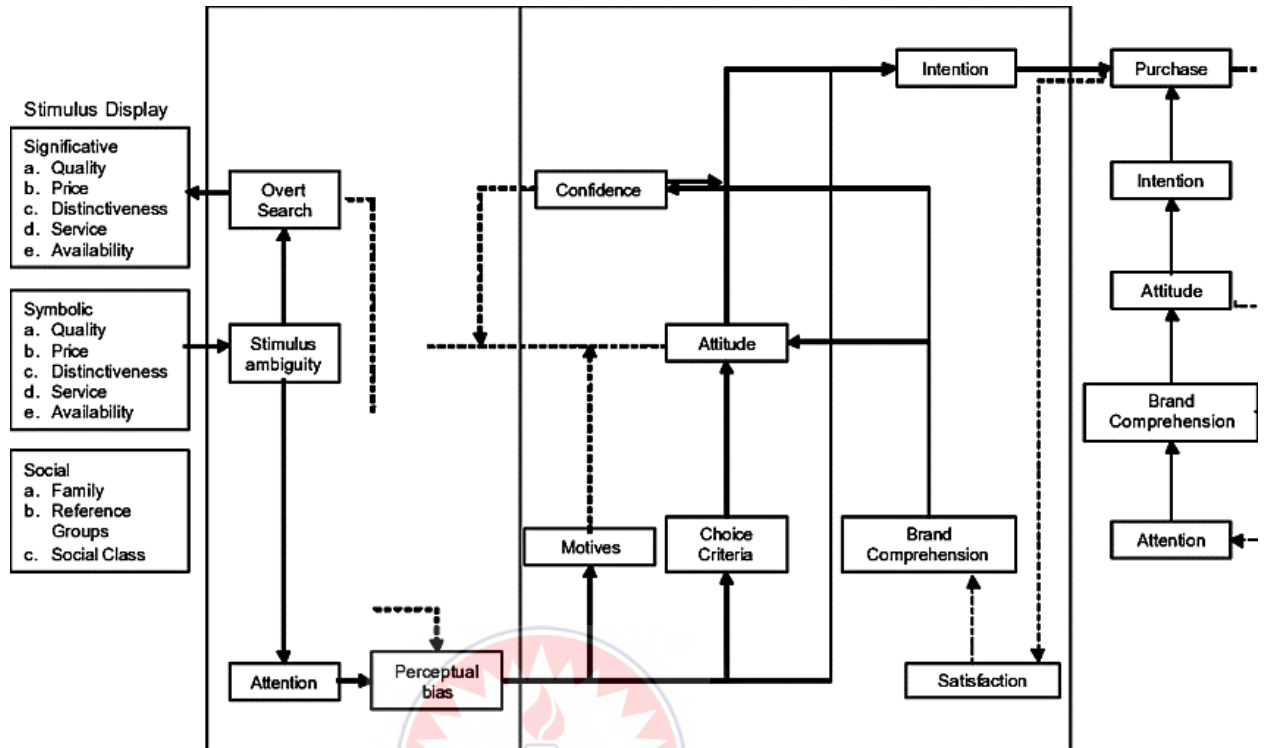 Stimulus Display
Significative
a. Quality
b. Price
c. Distinctiveness
d. Service
e. Availability
Symbolic
a. Quality
b. Price
c. Distinctiveness
d. Service
e. Availability
Social
a. Family
b. Reference
Groups
c. Social Class
Overt
Search
Stimulus
ambiguity
Attention
Perceptual
bias
Confidence
Attitude
Motives
Choice
Criteria
Brand
Comprehension
Satisfaction
Intention
Purchase
Intention
Attitude
Brand
Comprehension
Attention